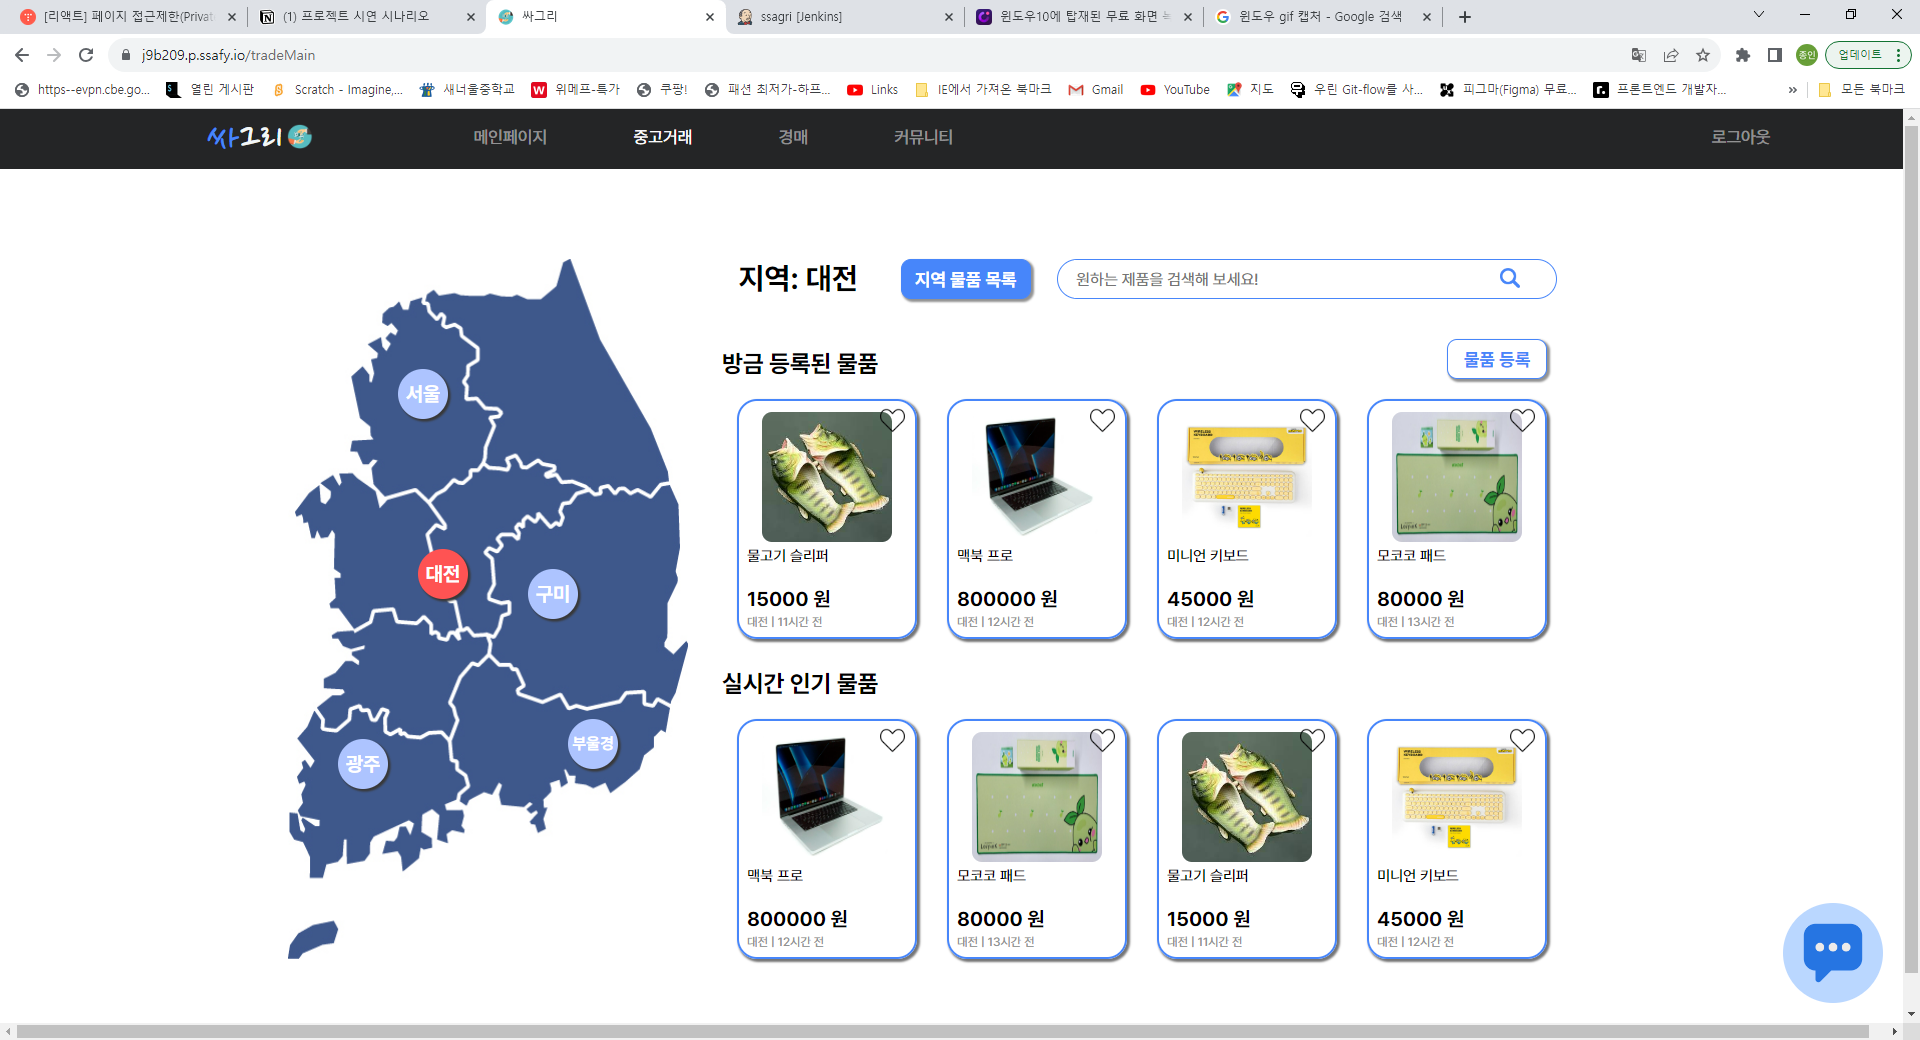 [리액트] 페이지 접근제한(Privat
(1) 프로젝트 시연 시나리오
싸그리
ssagri [Jenkins]
윈도우10에 탑재된 무료 화면 녹
윈도우 gif 캡처 - Google 검색
j9b209.p.ssafy.io/tradeMain
종인
업데이트
https--evpn.cbe.go...
열린 게시판
Scratch - Imagine,...
새너울중학교
위메프-특가
쿠팡!
패션 최저가-하프...
Links
IE에서 가져온 북마크
Gmail
YouTube
지도
우린 Git-flow를 사...
피그마(Figma) 무료...
프론트엔드 개발자...
»
모든 북마크
싸그리
메인페이지
중고거래
경매
커뮤니티
로그아웃
지역: 대전
지역 물품 목록
원하는 제품을 검색해 보세요!
서울
대전
구미
부울경
광주
방금 등록된 물품
물품 등록
물고기 슬리퍼
15000 원
대전 | 11시간 전
맥북 프로
800000 원
대전 | 12시간 전
미니언 키보드
45000 원
대전 | 12시간 전
모코코 패드
80000 원
대전 | 13시간 전
실시간 인기 물품
맥북 프로
800000 원
대전 | 12시간 전
모코코 패드
80000 원
대전 | 13시간 전
물고기 슬리퍼
15000 원
대전 | 11시간 전
미니언 키보드
45000 원
대전 | 12시간 전